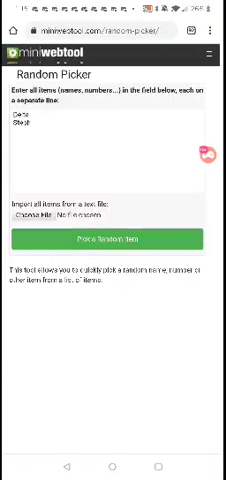 miniwebtool.com/random-picker/
miniwebtool
Random Picker
Enter all items (names, numbers...) in the field below, each on
a separate line:
Delta
Steph
Import all items from a text file:
Choose File No file chosen
Pick a Random Item
This tool allows you to quickly pick a random name, number or
other item from a list of items.